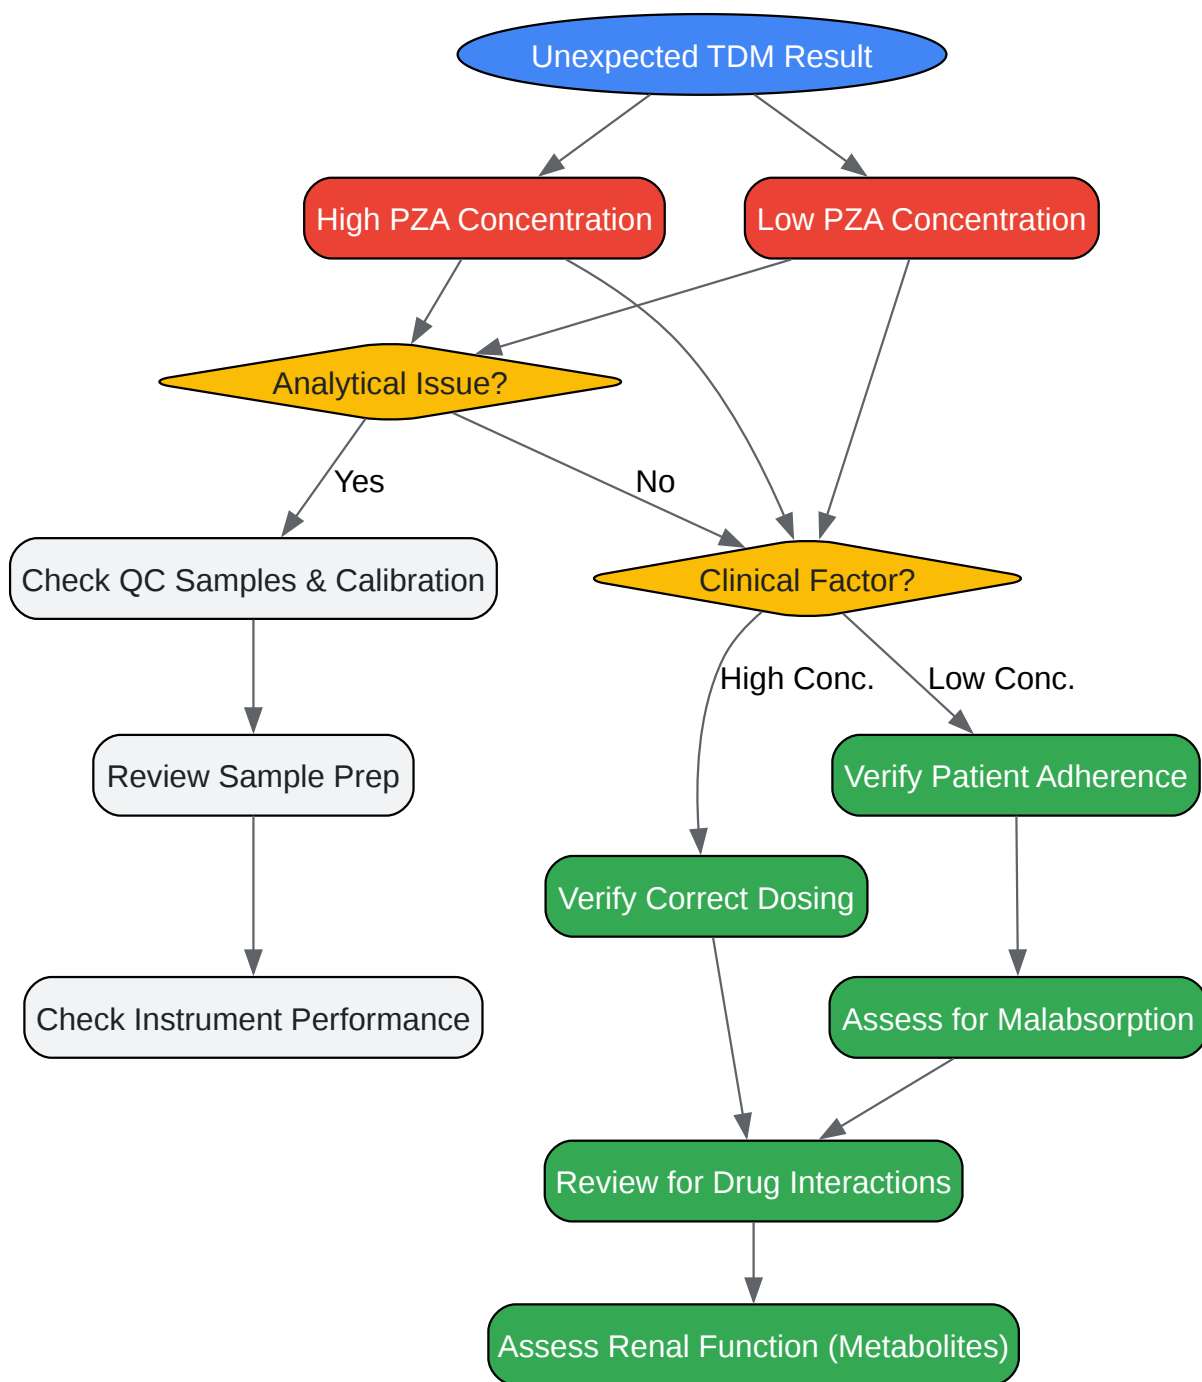 Unexpected TDM Result
High PZA Concentration
Low PZA Concentration
Analytical Issue?
Yes
No
Check QC Samples & Calibration
Clinical Factor?
High Conc.
Low Conc.
Review Sample Prep
Verify Patient Adherence
Verify Correct Dosing
Check Instrument Performance
Assess for Malabsorption
Review for Drug Interactions
Assess Renal Function (Metabolites)